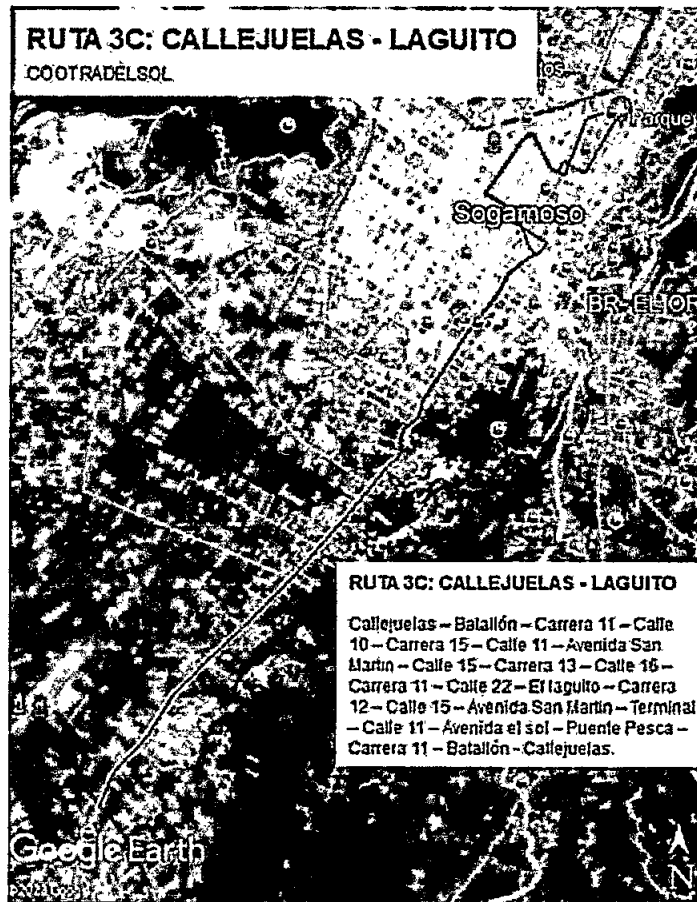 RUTA 3C: CALLEJUELAS - LAGUITO
COOTRADELSOL
Parque
Sogamoso
RUTA 3C: CALLEJUELAS - LAGUITO
Callejuelas – Batallón – Carrera 11 – Calle
10 – Carrera 15 – Calle 11 – Avenida San
Martin – Calle 15 – Carrera 13 – Calle 16 –
Carrera 11 – Calle 22 – El laguito – Carrera
12 – Calle 15 – Avenida San Martin – Terminal
– Calle 11 – Avenida el sol – Puente Pesca –
Carrera 11 – Batallón - Callejuelas.
Google Earth
N